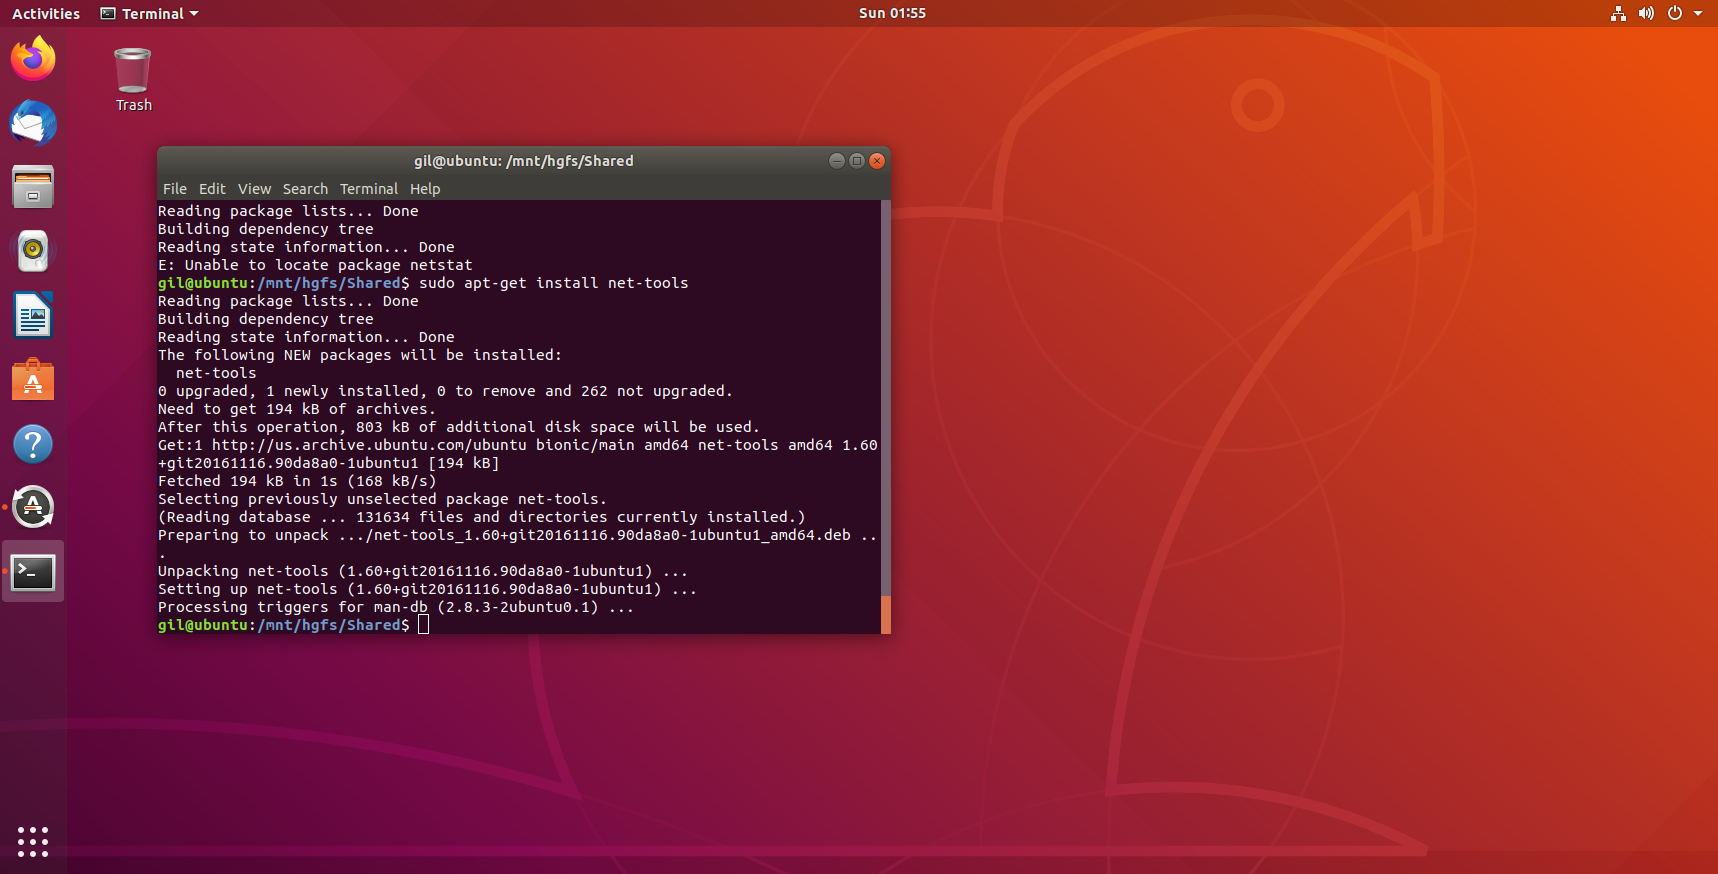 Activities Terminal Sun 01:55
Trash
gil@ubuntu: /mnt/hgfs/Shared
File Edit View Search Terminal Help
Reading package lists... Done
Building dependency tree
Reading state information... Done
E: Unable to locate package netstat
gil@ubuntu:/mnt/hgfs/Shared$ sudo apt-get install net-tools
Reading package lists... Done
Building dependency tree
Reading state information... Done
The following NEW packages will be installed:
  net-tools
0 upgraded, 1 newly installed, 0 to remove and 262 not upgraded.
Need to get 194 kB of archives.
After this operation, 803 kB of additional disk space will be used.
Get:1 http://us.archive.ubuntu.com/ubuntu bionic/main amd64 net-tools amd64 1.60
+git20161116.90da8a0-1ubuntu1 [194 kB]
Fetched 194 kB in 1s (168 kB/s)
Selecting previously unselected package net-tools.
(Reading database ... 131634 files and directories currently installed.)
Preparing to unpack .../net-tools_1.60+git20161116.90da8a0-1ubuntu1_amd64.deb ..
.
Unpacking net-tools (1.60+git20161116.90da8a0-1ubuntu1) ...
Setting up net-tools (1.60+git20161116.90da8a0-1ubuntu1) ...
Processing triggers for man-db (2.8.3-2ubuntu0.1) ...
gil@ubuntu:/mnt/hgfs/Shared$